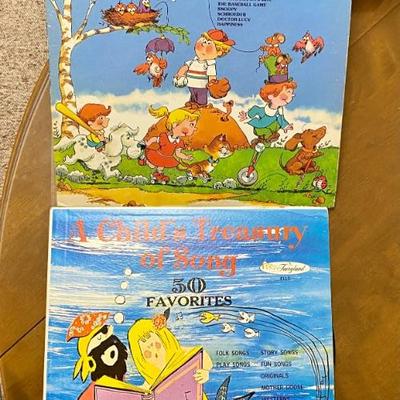 THE BASEBALL GAME
SNOOPY
SCHROEDER
DOCTOR LUCY
HAPPINESS
A Child's Treasury
of Song
Fairyland
50
FAVORITES
FOLK SONGS STORY SONGS
PLAY SONGS FUN SONGS
ORIGINALS
MOTHER GOOSE